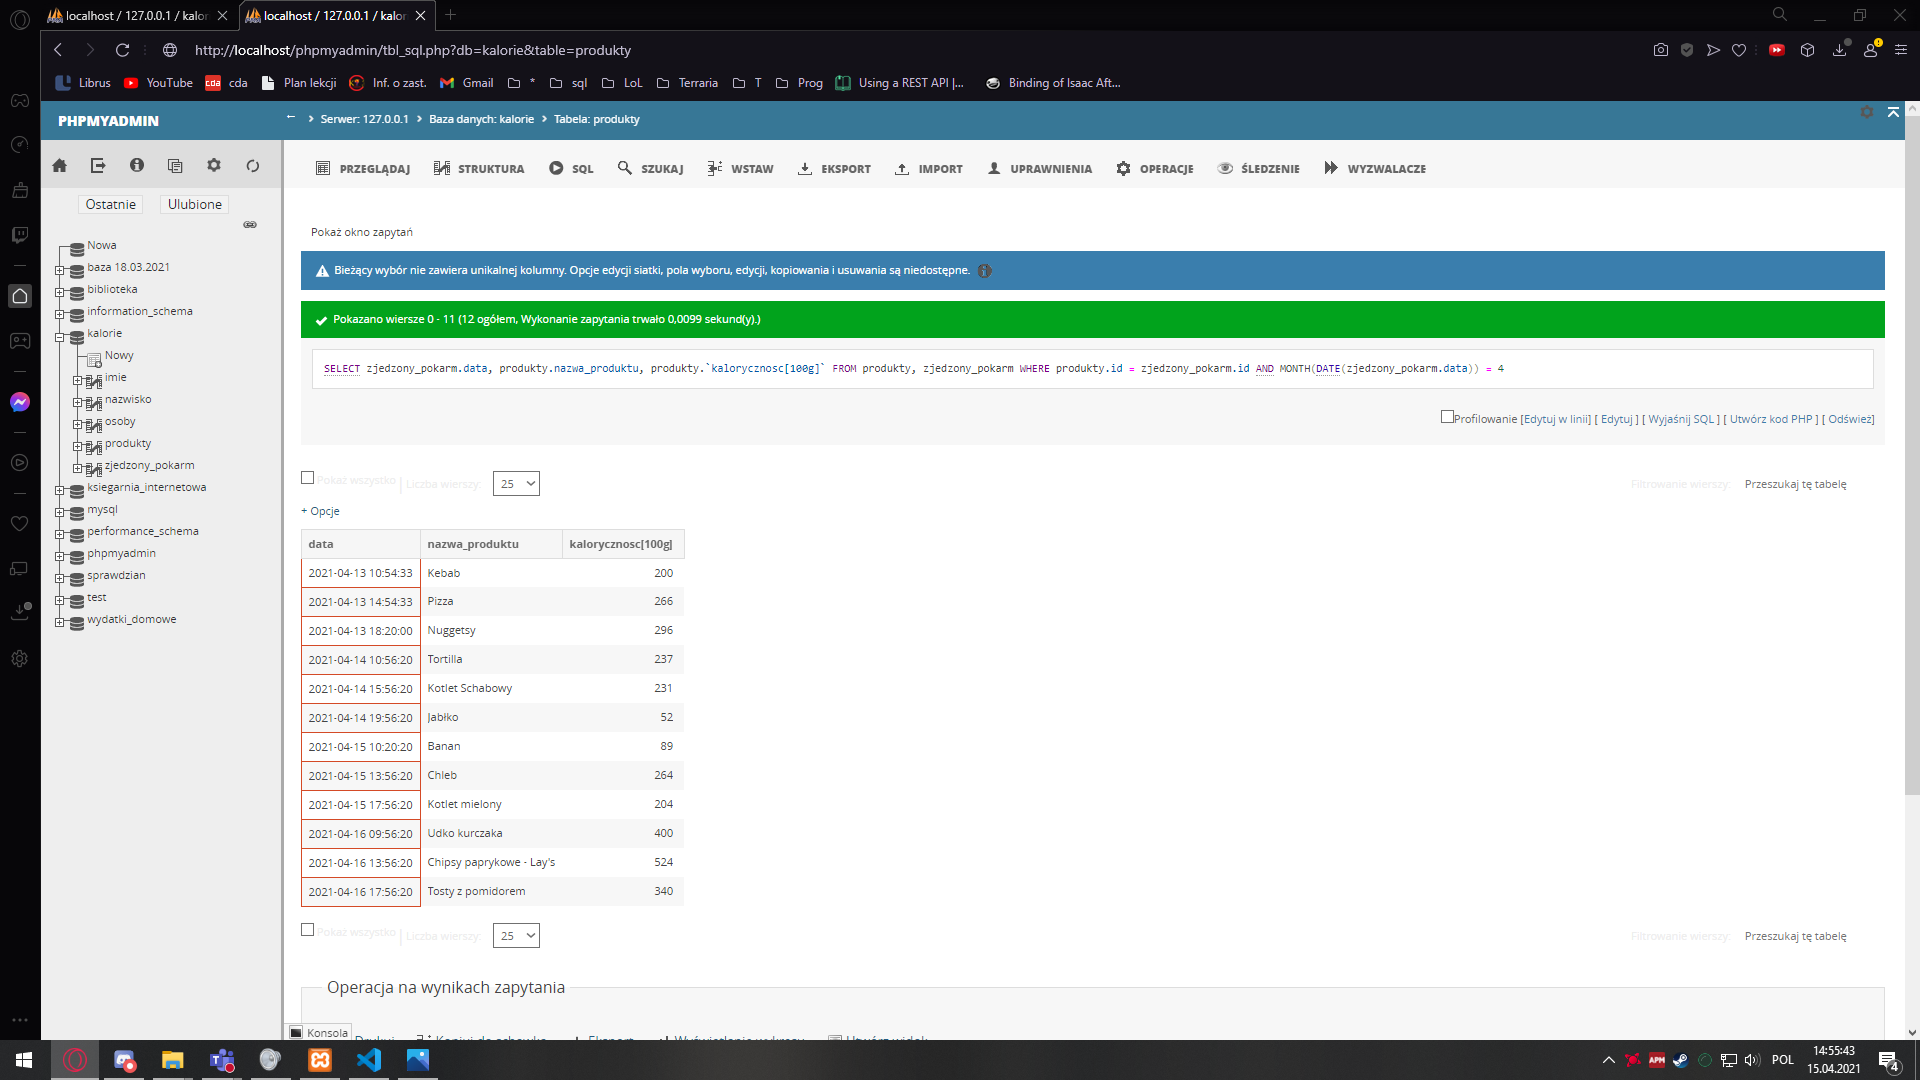 localhost / 127.0.0.1 / kalor
localhost / 127.0.0.1 / kalor
http://localhost/phpmyadmin/tbl_sql.php?db=kalorie&table=produkty
Librus YouTube cda Plan lekcji Inf. o zast. Gmail * sql LoL Terraria T Prog Using a REST API |... Binding of Isaac Aft...
PHPMYADMIN
← Serwer: 127.0.0.1 Baza danych: kalorie Tabela: produkty
PRZEGLĄDAJ STRUKTURA SQL SZUKAJ WSTAW EKSPORT IMPORT UPRAWNIENIA OPERACJE ŚLEDZENIE WYZWALACZE
Ostatnie Ulubione
Nowa
baza 18.03.2021
biblioteka
information_schema
kalorie
Nowy
imie
nazwisko
osoby
produkty
zjedzony_pokarm
ksiegarnia_internetowa
mysql
performance_schema
phpmyadmin
sprawdzian
test
wydatki_domowe
Pokaż okno zapytań
Bieżący wybór nie zawiera unikalnej kolumny. Opcje edycji siatki, pola wyboru, edycji, kopiowania i usuwania są niedostępne.
Pokazano wiersze 0 - 11 (12 ogółem, Wykonanie zapytania trwało 0,0099 sekund(y).)
SELECT zjedzony_pokarm.data, produkty.nazwa_produktu, produkty.`kalorycznosc[100g]` FROM produkty, zjedzony_pokarm WHERE produkty.id = zjedzony_pokarm.id AND MONTH(DATE(zjedzony_pokarm.data)) = 4
Profilowanie [Edytuj w linii] [ Edytuj ] [ Wyjaśnij SQL ] [ Utwórz kod PHP ] [ Odśwież]
Pokaż wszystko | Liczba wierszy: 25 Filtrowanie wierszy: Przeszukaj tę tabelę
+ Opcje
data nazwa_produktu kalorycznosc[100g]
2021-04-13 10:54:33 Kebab 200
2021-04-13 14:54:33 Pizza 266
2021-04-13 18:20:00 Nuggetsy 296
2021-04-14 10:56:20 Tortilla 237
2021-04-14 15:56:20 Kotlet Schabowy 231
2021-04-14 19:56:20 Jabłko 52
2021-04-15 10:20:20 Banan 89
2021-04-15 13:56:20 Chleb 264
2021-04-15 17:56:20 Kotlet mielony 204
2021-04-16 09:56:20 Udko kurczaka 400
2021-04-16 13:56:20 Chipsy paprykowe - Lay's 524
2021-04-16 17:56:20 Tosty z pomidorem 340
Pokaż wszystko | Liczba wierszy: 25 Filtrowanie wierszy: Przeszukaj tę tabelę
Operacja na wynikach zapytania
Konsola Drukuj Kopiuj do schowka Eksport Wyświetlenie wykresu Utwórz widok
APM POL 14:55:43
15.04.2021
4